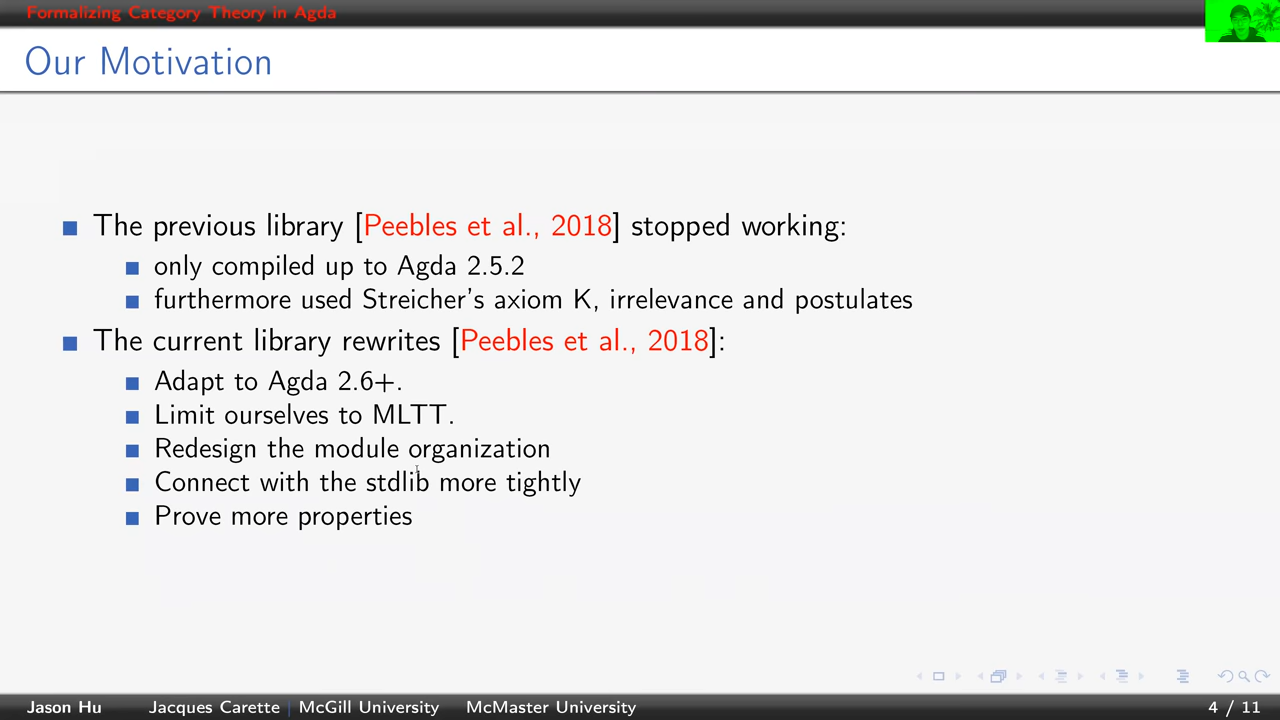 Formalizing Category Theory in Agda
Our Motivation
The previous library [Peebles et al., 2018] stopped working:
only compiled up to Agda 2.5.2
furthermore used Streicher's axiom K, irrelevance and postulates
The current library rewrites [Peebles et al., 2018]:
Adapt to Agda 2.6+.
Limit ourselves to MLTT.
Redesign the module organization
Connect with the stdlib more tightly
Prove more properties
Jason Hu Jacques Carette | McGill University McMaster University 4 / 11